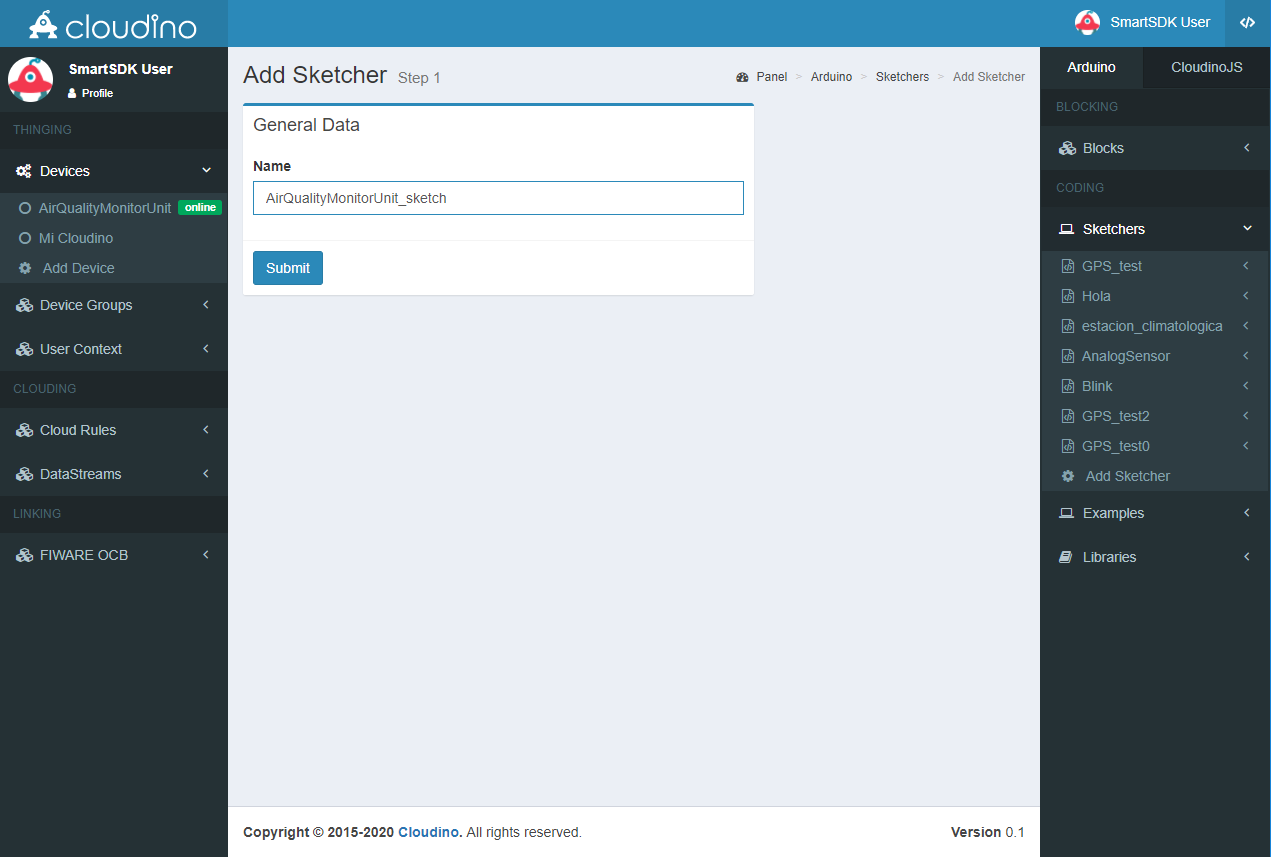 cloudino
SmartSDK User
SmartSDK User
Profile
THINGING
Devices
AirQualityMonitorUnit online
Mi Cloudino
Add Device
Device Groups
User Context
CLOUDING
Cloud Rules
DataStreams
LINKING
FIWARE OCB
Add Sketcher Step 1
Panel > Arduino > Sketchers > Add Sketcher
General Data
Name
AirQualityMonitorUnit_sketch
Submit
Copyright © 2015-2020 Cloudino. All rights reserved.
Version 0.1
Arduino
CloudinoJS
BLOCKING
Blocks
CODING
Sketchers
GPS_test
Hola
estacion_climatologica
AnalogSensor
Blink
GPS_test2
GPS_test0
Add Sketcher
Examples
Libraries